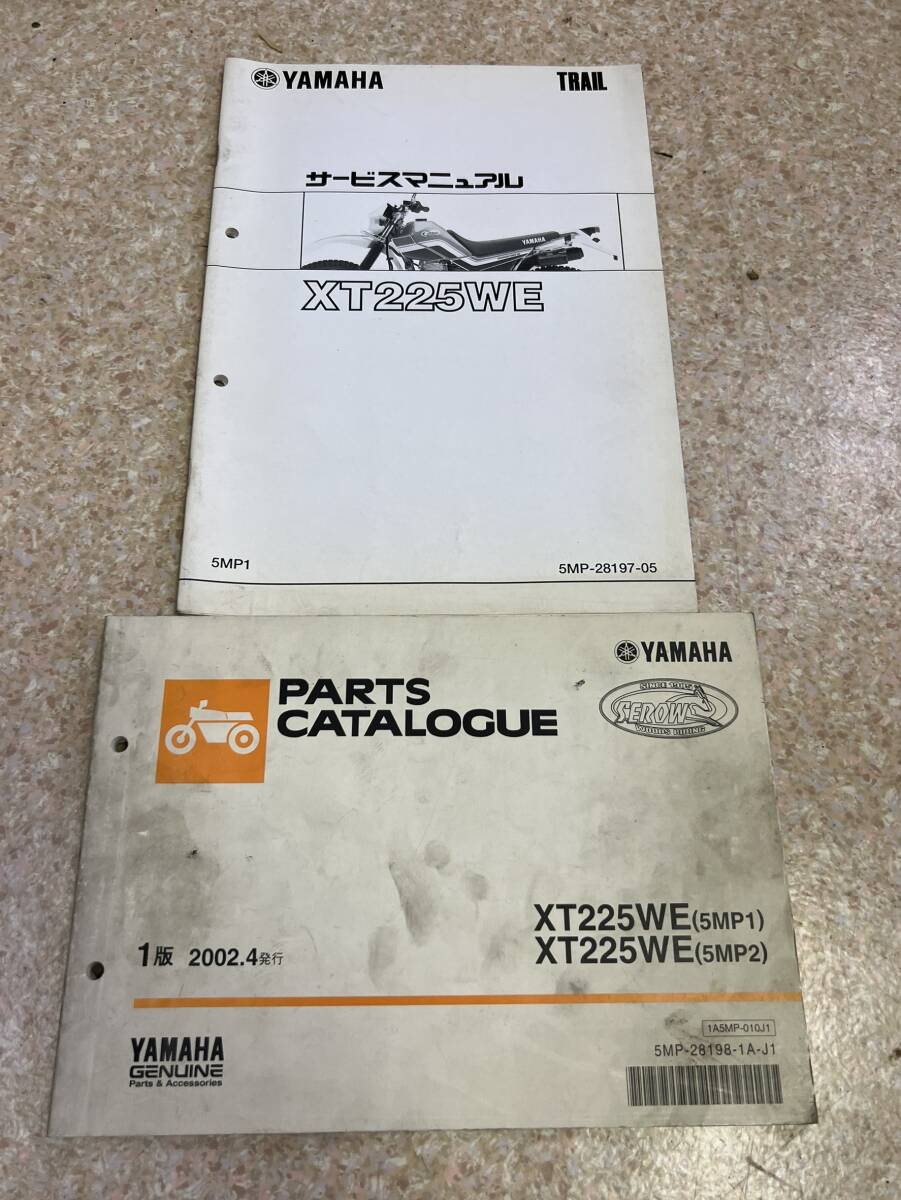 YAMAHA TRAIL
サービスマニュアル
YAMAHA
XT225WE
5MP1 5MP-28197-05
YAMAHA
PARTS
CATALOGUE
SEROW
XT225WE(5MP1)
XT225WE(5MP2)
1版 2002.4発行
1A5MP-010J1
5MP-28198-1A-J1
YAMAHA
GENUINE
Parts & Accessories